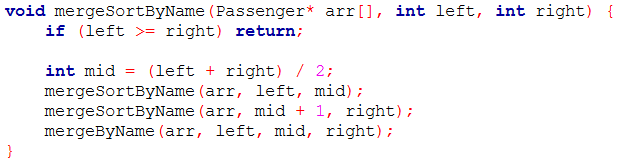 void mergeSortByName(Passenger* arr[], int left, int right) {
    if (left >= right) return;

    int mid = (left + right) / 2;
    mergeSortByName(arr, left, mid);
    mergeSortByName(arr, mid + 1, right);
    mergeByName(arr, left, mid, right);
}